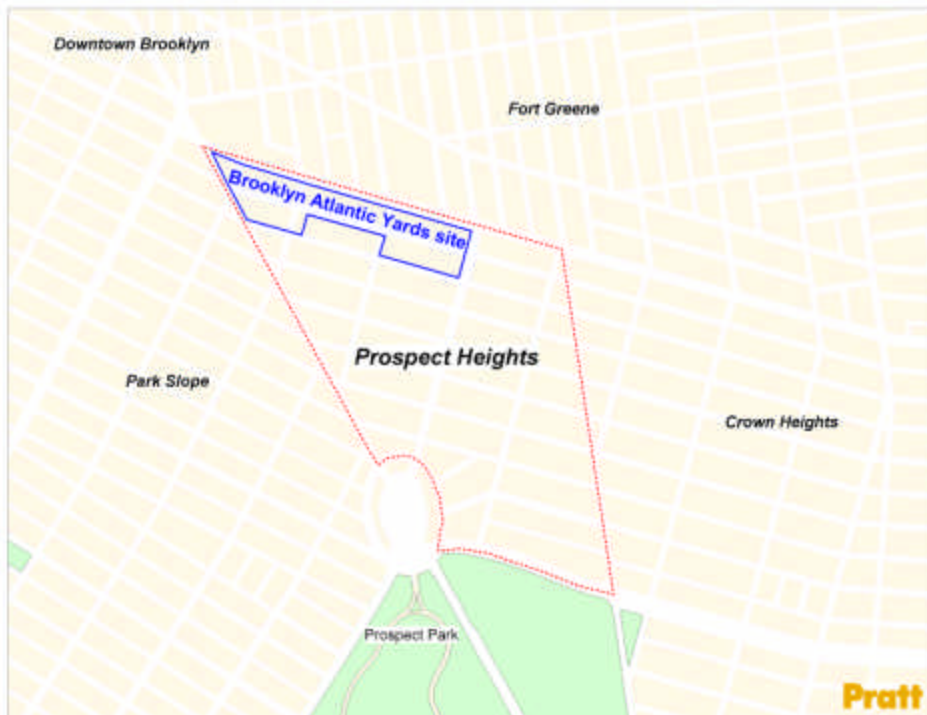 Downtown Brooklyn
Fort Greene
Brooklyn Atlantic Yards site
Prospect Heights
Park Slope
Crown Heights
Prospect Park
Pratt